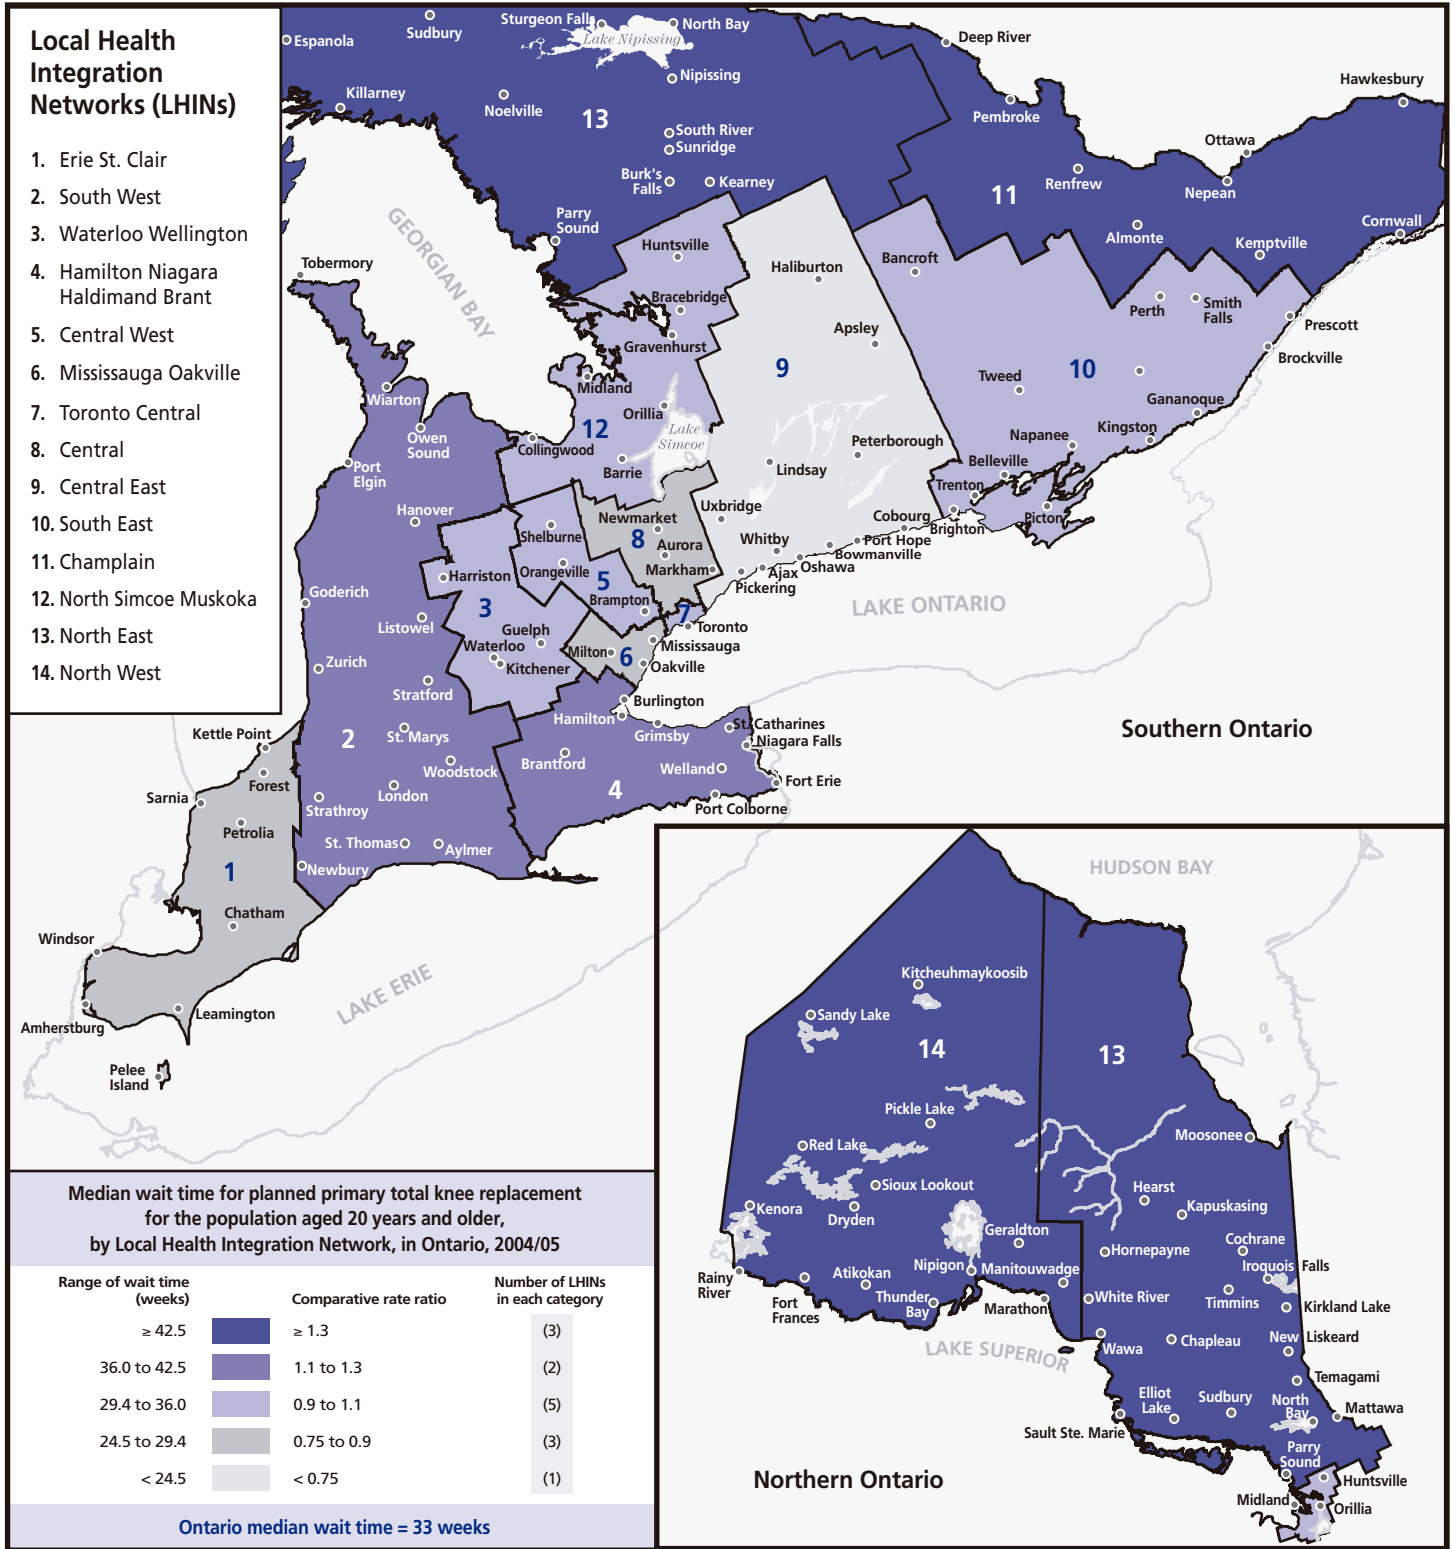 Local Health
Integration
Networks (LHINs)
1. Erie St. Clair
2. South West
3. Waterloo Wellington
4. Hamilton Niagara
Haldimand Brant
5. Central West
6. Mississauga Oakville
7. Toronto Central
8. Central
9. Central East
10. South East
11. Champlain
12. North Simcoe Muskoka
13. North East
14. North West
Espanola
Sudbury
Sturgeon Falls
Lake Nipissing
North Bay
Nipissing
Killarney
Noelville
13
South River
Sunridge
Burk's
Falls
Kearney
Parry
Sound
Deep River
Pembroke
Hawkesbury
Ottawa
Renfrew
Nepean
11
Almonte
Kemptville
Cornwall
GEORGIAN BAY
Tobermory
Huntsville
Bracebridge
Gravenhurst
Haliburton
Apsley
9
Bancroft
Perth
Smith
Falls
Prescott
Brockville
10
Tweed
Gananoque
Kingston
Napanee
Belleville
Trenton
Picton
Brighton
Midland
Orillia
12
Lake
Simcoe
Collingwood
Barrie
Wiarton
Owen
Sound
Port
Elgin
Hanover
Peterborough
Lindsay
Uxbridge
Cobourg
Port Hope
Bowmanville
Whitby
Oshawa
Ajax
Pickering
Newmarket
8
Aurora
Markham
Shelburne
Orangeville
5
Brampton
7
Toronto
Harriston
3
Guelph
Waterloo
Kitchener
Milton
6
Mississauga
Oakville
LAKE ONTARIO
Goderich
Listowel
Zurich
Stratford
Burlington
Hamilton
Grimsby
St. Catharines
Niagara Falls
Brantford
Welland
Fort Erie
4
Port Colborne
2
St. Marys
Woodstock
London
Strathroy
St. Thomas
Aylmer
Newbury
Kettle Point
Forest
Sarnia
Petrolia
1
Chatham
Windsor
Leamington
Amherstburg
Pelee
Island
LAKE ERIE
Southern Ontario
HUDSON BAY
Kitcheuhmaykoosib
Sandy Lake
14
13
Pickle Lake
Moosonee
Red Lake
Sioux Lookout
Hearst
Kapuskasing
Kenora
Dryden
Geraldton
Hornepayne
Cochrane
Iroquois Falls
Rainy
River
Atikokan
Nipigon
Manitouwadge
Fort
Frances
Thunder
Bay
Marathon
White River
Timmins
Kirkland Lake
LAKE SUPERIOR
Wawa
Chapleau
New Liskeard
Temagami
Elliot
Lake
Sudbury
North
Bay
Mattawa
Sault Ste. Marie
Parry
Sound
Huntsville
Midland
Orillia
Northern Ontario
Median wait time for planned primary total knee replacement
for the population aged 20 years and older,
by Local Health Integration Network, in Ontario, 2004/05
Range of wait time
(weeks)
Comparative rate ratio
Number of LHINs
in each category
≥ 42.5 ≥ 1.3 (3)
36.0 to 42.5 1.1 to 1.3 (2)
29.4 to 36.0 0.9 to 1.1 (5)
24.5 to 29.4 0.75 to 0.9 (3)
< 24.5 < 0.75 (1)
Ontario median wait time = 33 weeks